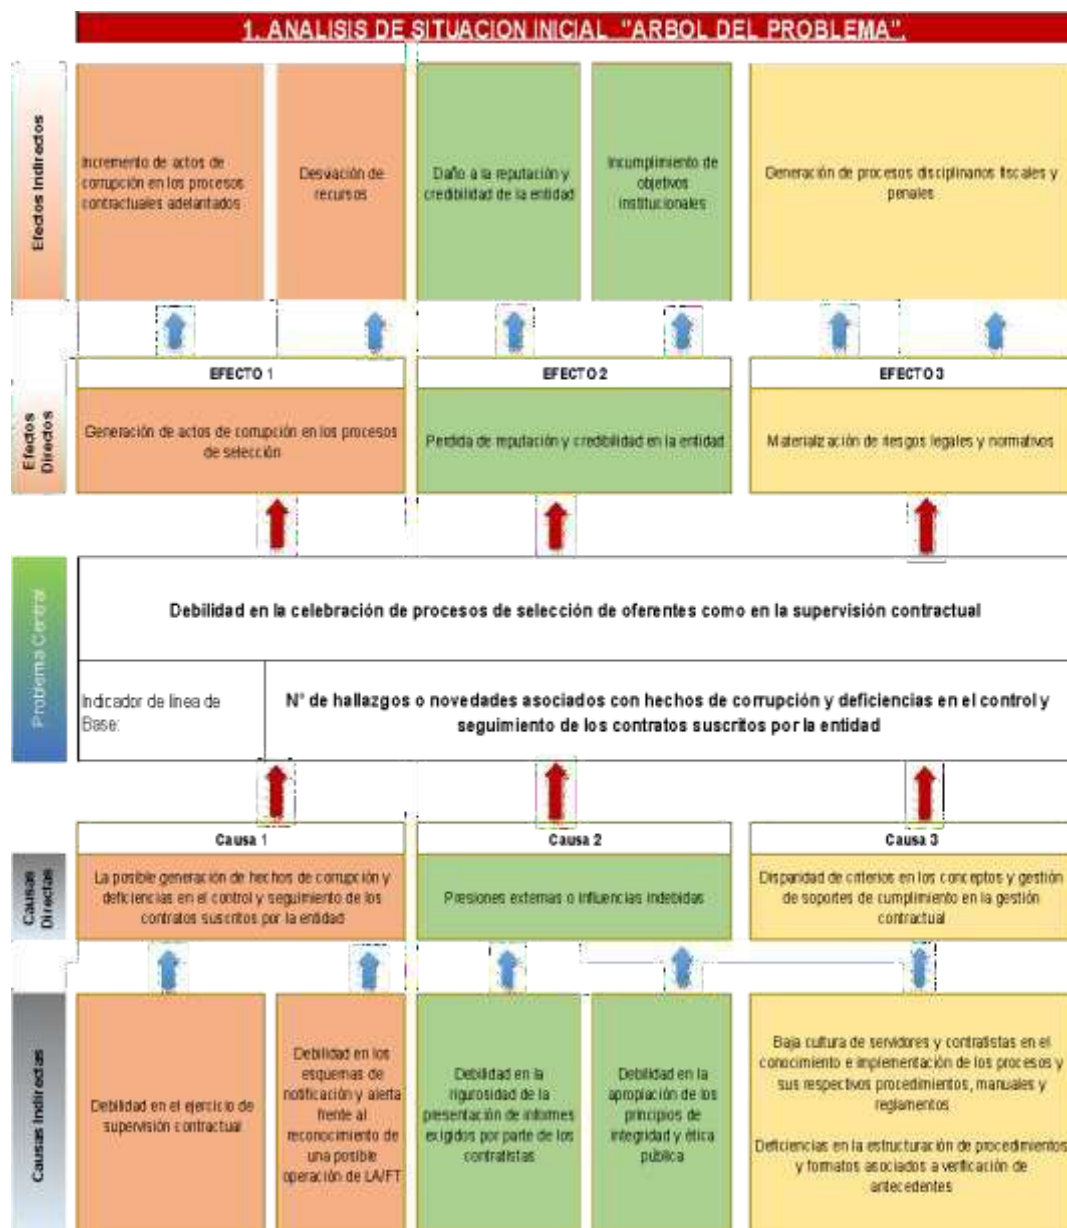 1. ANALISIS DE SITUACION INICIAL "ARBOL DEL PROBLEMA".
Efectos Indirectos
Incremento de actos de
corrupción en los procesos
contractuales adelantados
Desviación de
recursos
Daño a la reputación y
credibilidad de la entidad
Incumplimiento de
objetivos
institucionales
Generación de procesos disciplinarios fiscales y
penales
Efectos
Directos
EFECTO 1
Generación de actos de corrupción en los procesos
de selección
EFECTO 2
Perdida de reputación y credibilidad en la entidad
EFECTO 3
Materialización de riesgos legales y normativos
Problema Central
Debilidad en la celebración de procesos de selección de oferentes como en la supervisión contractual
Indicador de linea de
Base:
N° de hallazgos o novedades asociados con hechos de corrupción y deficiencias en el control y
seguimiento de los contratos suscritos por la entidad
Causas
Directas
Causa 1
La posible generación de hechos de corrupción y
deficiencias en el control y seguimiento de los
contratos suscritos por la entidad
Causa 2
Presiones externas o influencias indebidas
Causa 3
Disparidad de criterios en los conceptos y gestión
de soportes de cumplimiento en la gestión
contractual
Causas Indirectas
Debilidad en el ejercicio de
supervisión contractual
Debilidad en los
esquemas de
notificación y alerta
frente al
reconocimiento de
una posible
operación de LA/FT
Debilidad en la
rigurosidad de la
presentación de informes
exigidos por parte de los
contratistas
Debilidad en la
apropiación de los
principios de
integridad y ética
pública
Baja cultura de servidores y contratistas en el
conocimiento e implementación de los procesos y
sus respectivos procedimientos, manuales y
reglamentos
Deficiencias en la estructuración de procedimientos
y formatos asociados a verificación de
antecedentes